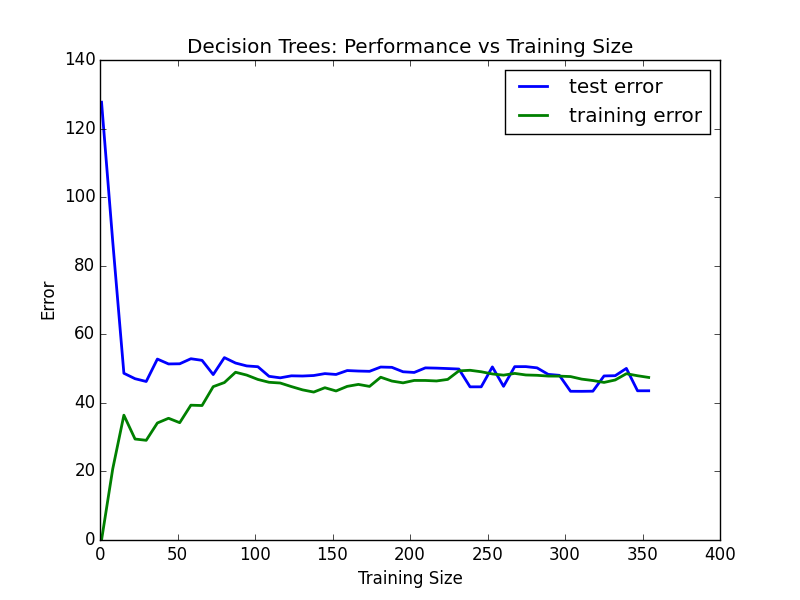 Decision Trees: Performance vs Training Size
140
120
100
80
60
40
20
0
Error
test error
training error
0 50 100 150 200 250 300 350 400
Training Size